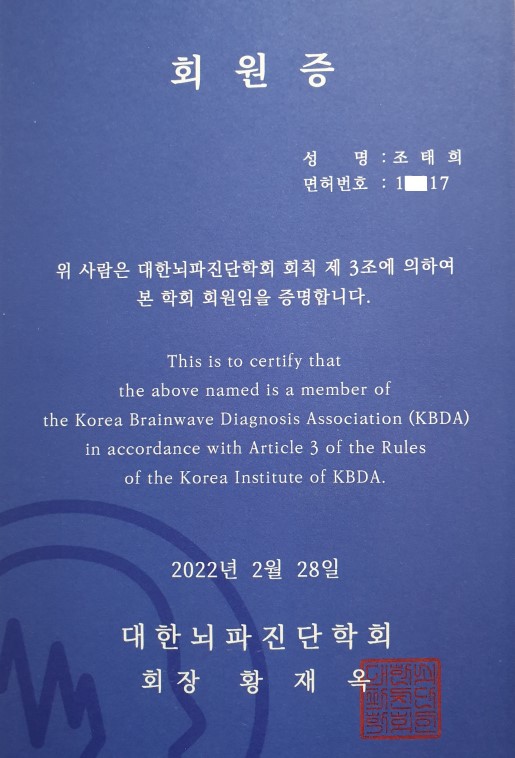 회 원 증
성 명 : 조 태 희
면허번호 : 1 17
위 사람은 대한뇌파진단학회 회칙 제 3조에 의하여
본 학회 회원임을 증명합니다.
This is to certify that
the above named is a member of
the Korea Brainwave Diagnosis Association (KBDA)
in accordance with Article 3 of the Rules
of the Korea Institute of KBDA.
2022년 2월 28일
대한뇌파진단학회
회장 황 재 옥